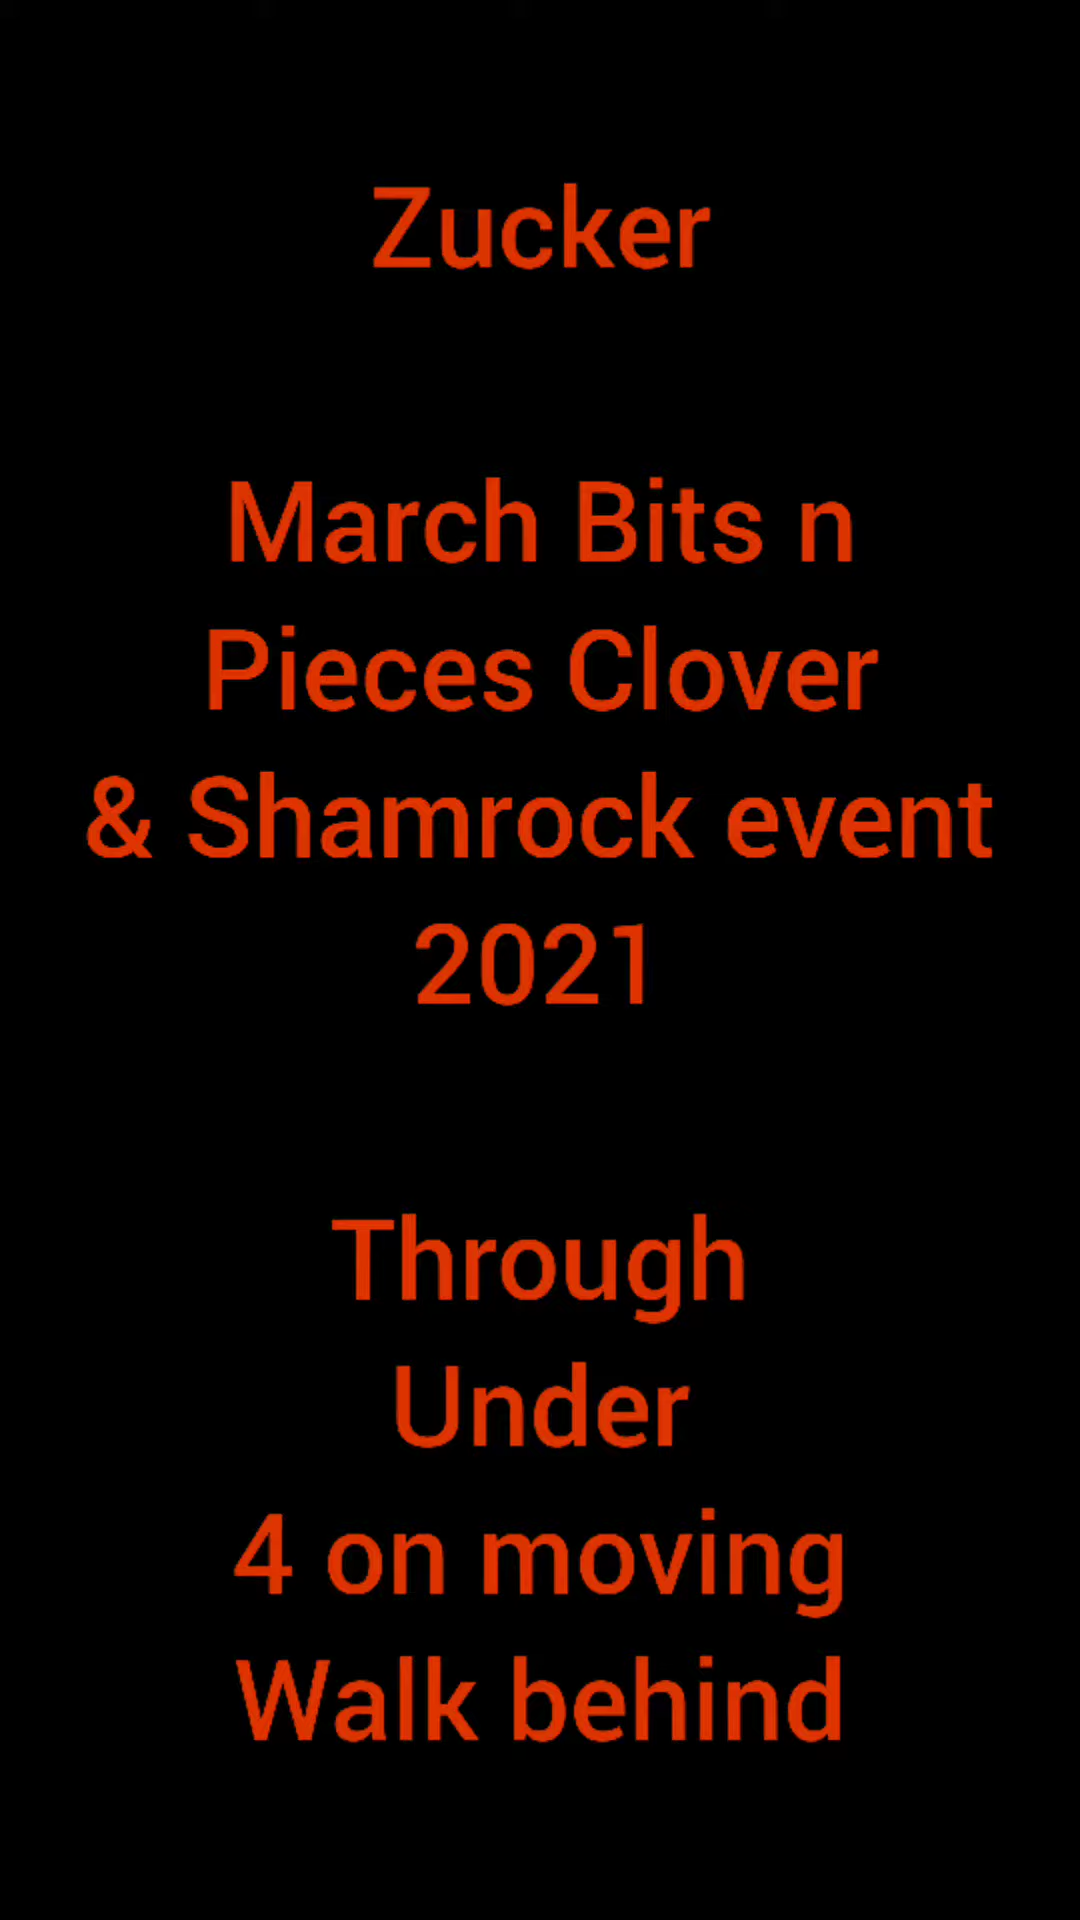 Zucker
March Bits n
Pieces Clover
& Shamrock event
2021
Through
Under
4 on moving
Walk behind